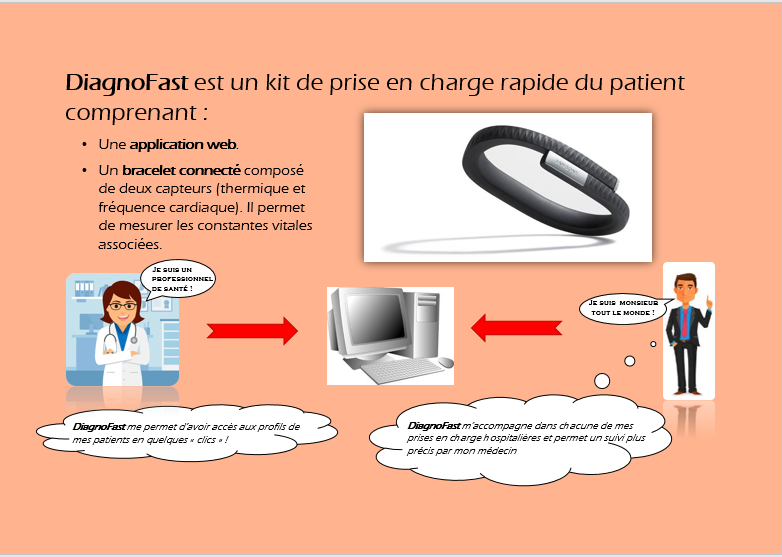 DiagnoFast est un kit de prise en charge rapide du patient
comprenant :
• Une application web.
• Un bracelet connecté composé
de deux capteurs (thermique et
fréquence cardiaque). Il permet
de mesurer les constantes vitales
associées.
Je suis un
professionnel
de santé !
Je suis monsieur
tout le monde !
DiagnoFast me permet d'avoir accès aux profils de
mes patients en quelques « clics » !
DiagnoFast m'accompagne dans chacune de mes
prises en charge hospitalières et permet un suivi plus
précis par mon médecin